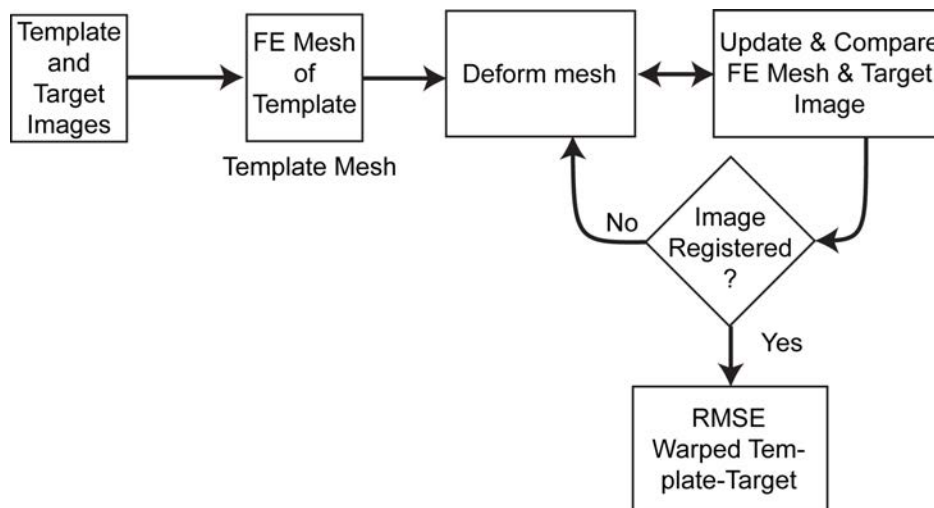 Template
and
Target
Images
FE Mesh
of
Template
Template Mesh
Deform mesh
Update & Compare
FE Mesh & Target
Image
No
Image
Registered
?
Yes
RMSE
Warped Tem-
plate-Target